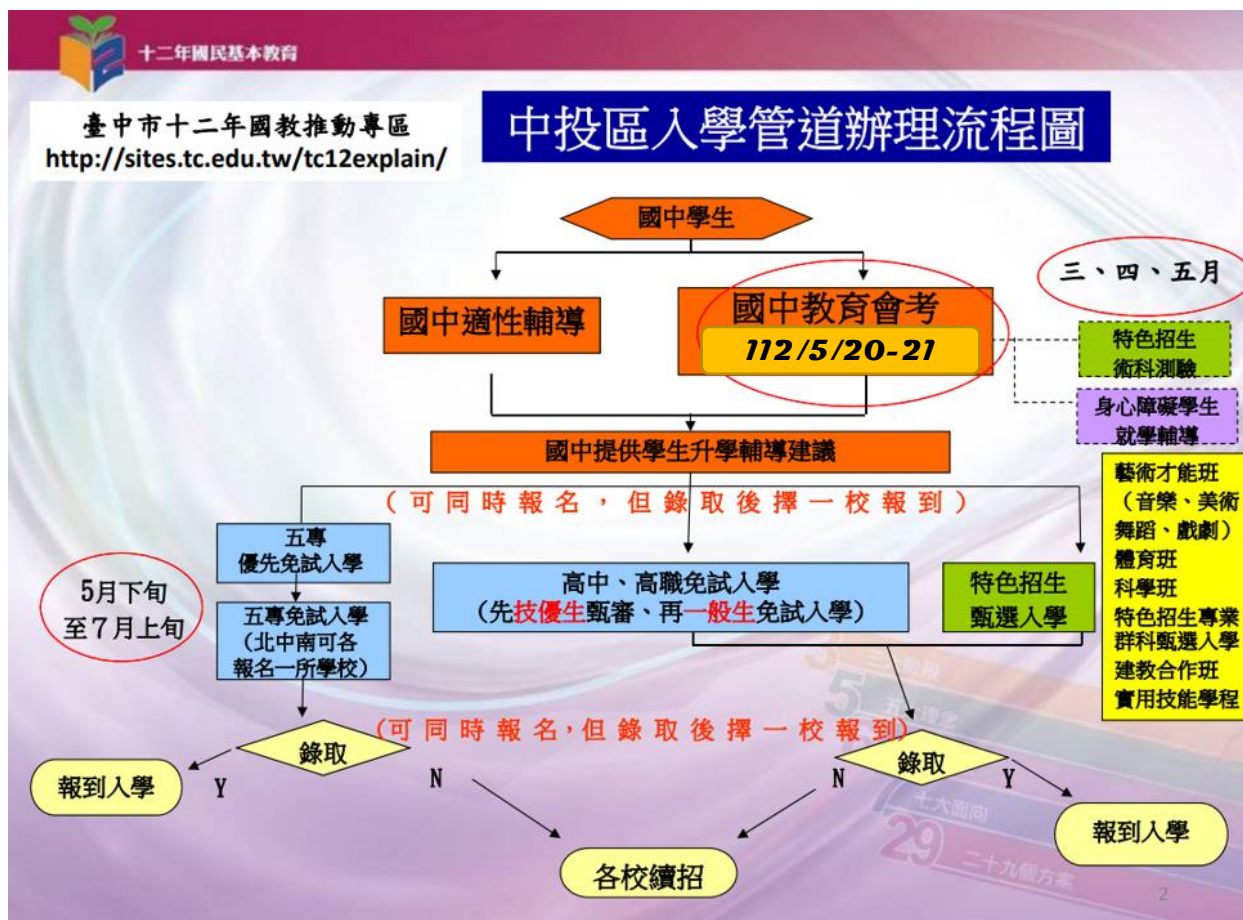 十二年國民基本教育
臺中市十二年國教推動專區
http://sites.tc.edu.tw/tc12explain/
中投區入學管道辦理流程圖
國中學生
三、四、五月
國中適性輔導
國中教育會考
112/5/20-21
特色招生
術科測驗
身心障礙學生
就學輔導
國中提供學生升學輔導建議
(可同時報名，但錄取後擇一校報到)
藝術才能班
(音樂、美術
舞蹈、戲劇)
體育班
科學班
特色招生專業
群科甄選入學
建教合作班
實用技能學程
五專
優先免試入學
5月下旬
至7月上旬
五專免試入學
(北中南可各
報名一所學校)
高中、高職免試入學
(先技優生甄審、再一般生免試入學)
特色招生
甄選入學
(可同時報名,但錄取後擇一校報到)
錄取
錄取
報到入學
Y
N
N
Y
報到入學
各校續招
5
七大面向
29
二十九個方案
2